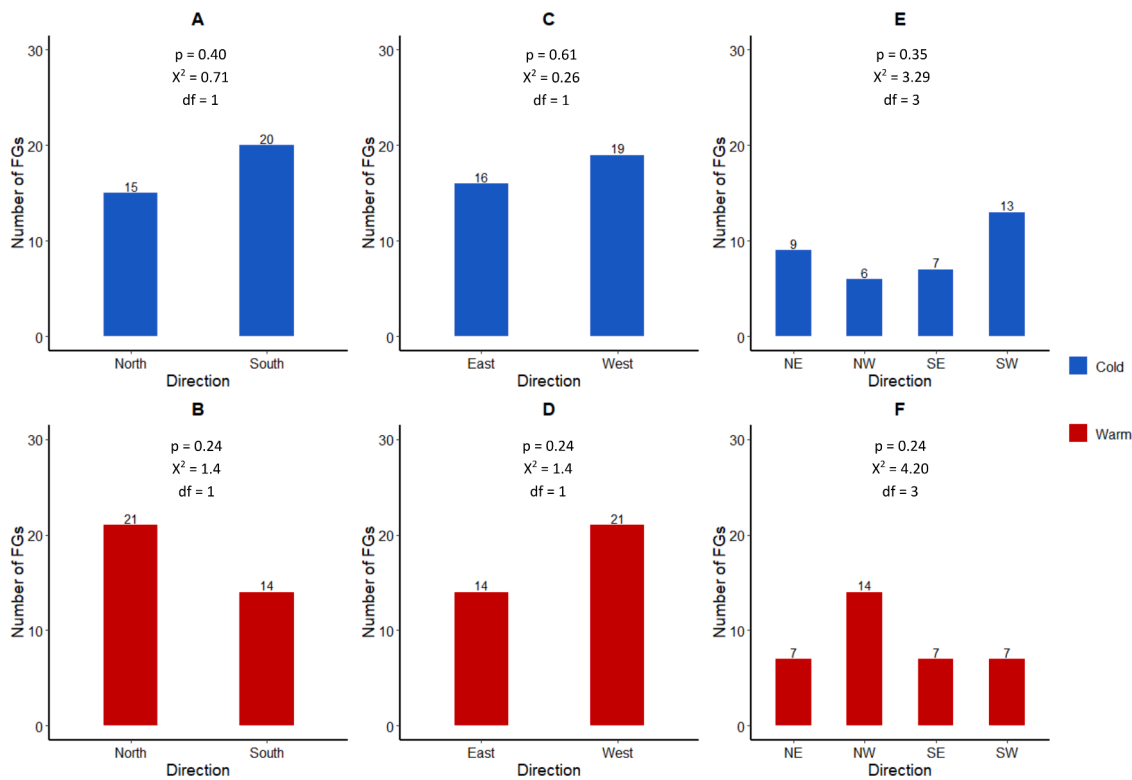 A
p = 0.40
X² = 0.71
df = 1
Number of FGs
30
20
10
0
15
20
North
South
Direction
C
p = 0.61
X² = 0.26
df = 1
Number of FGs
30
20
10
0
16
19
East
West
Direction
E
p = 0.35
X² = 3.29
df = 3
Number of FGs
30
20
10
0
9
6
7
13
NE
NW
SE
SW
Direction
Cold
Warm
B
p = 0.24
X² = 1.4
df = 1
Number of FGs
30
20
10
0
21
14
North
South
Direction
D
p = 0.24
X² = 1.4
df = 1
Number of FGs
30
20
10
0
14
21
East
West
Direction
F
p = 0.24
X² = 4.20
df = 3
Number of FGs
30
20
10
0
7
14
7
7
NE
NW
SE
SW
Direction